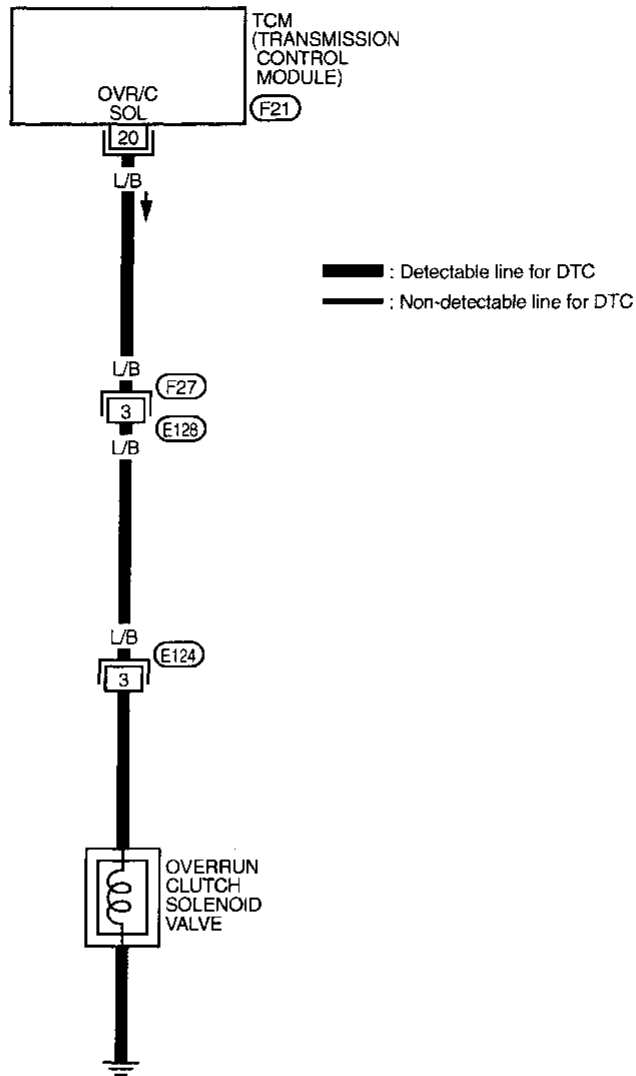 TCM
(TRANSMISSION
CONTROL
MODULE)
OVR/C
SOL
F21
20
L/B
: Detectable line for DTC
: Non-detectable line for DTC
L/B
F27
3
E128
L/B
L/B
E124
3
OVERRUN
CLUTCH
SOLENOID
VALVE